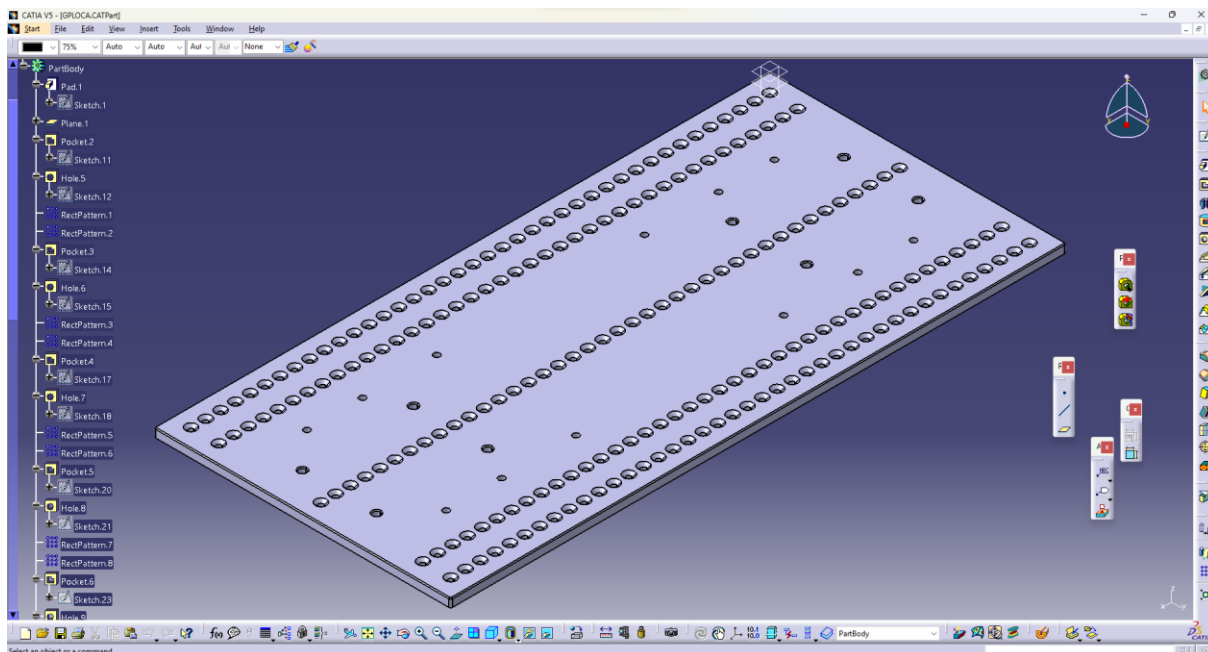 CATIA V5 - [GPLOCA.CATPart]
Start File Edit View Insert Tools Window Help
75% Auto Auto Aut Aut None
PartBody
Pad.1
Sketch.1
Plane.1
Pocket.2
Sketch.11
Hole.5
Sketch.12
RectPattern.1
RectPattern.2
Pocket.3
Sketch.14
Hole.6
Sketch.15
RectPattern.3
RectPattern.4
Pocket.4
Sketch.17
Hole.7
Sketch.18
RectPattern.5
RectPattern.6
Pocket.5
Sketch.20
Hole.8
Sketch.21
RectPattern.7
RectPattern.8
Pocket.6
Sketch.23
Hole.9
PartBody
Select an object or a command